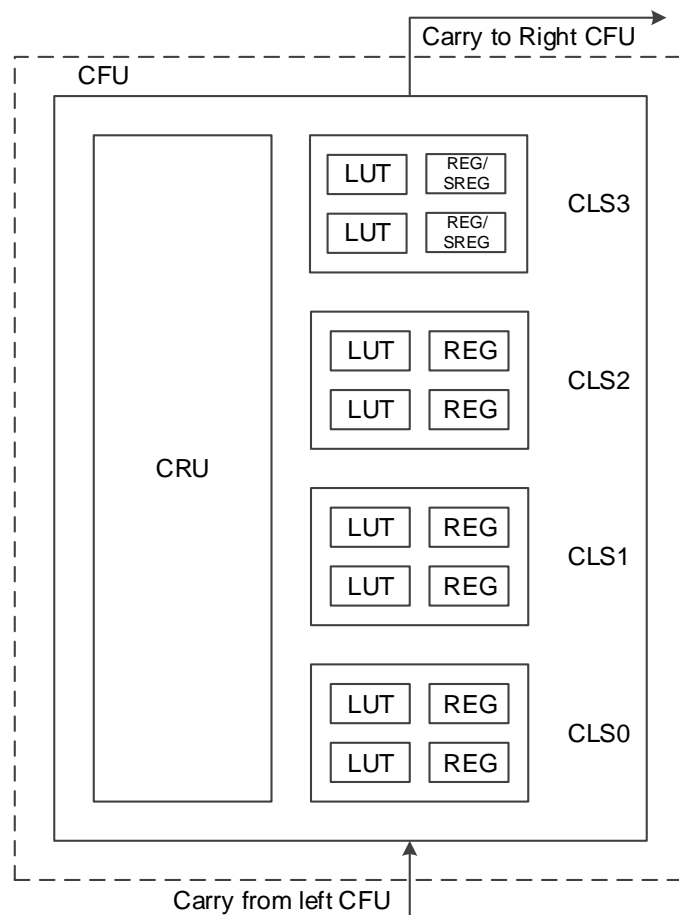 Carry to Right CFU
CFU
LUT
REG/
SREG
LUT
REG/
SREG
CLS3
LUT REG
LUT REG
CLS2
CRU
LUT REG
LUT REG
CLS1
LUT REG
LUT REG
CLS0
Carry from left CFU